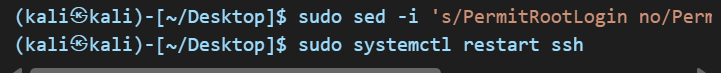 (kali㉿kali)-[~/Desktop]$ sudo sed -i 's/PermitRootLogin no/Perm
(kali㉿kali)-[~/Desktop]$ sudo systemctl restart ssh